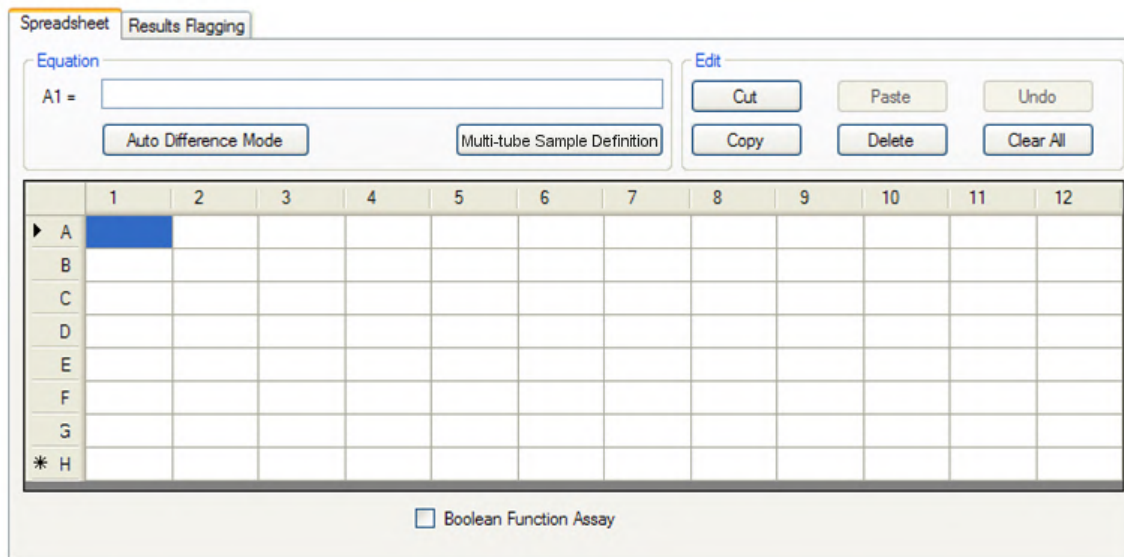 Spreadsheet Results Flagging
Equation
A1 =
Auto Difference Mode Multi-tube Sample Definition
Edit
Cut Paste Undo
Copy Delete Clear All
1 2 3 4 5 6 7 8 9 10 11 12
A
B
C
D
E
F
G
* H
Boolean Function Assay